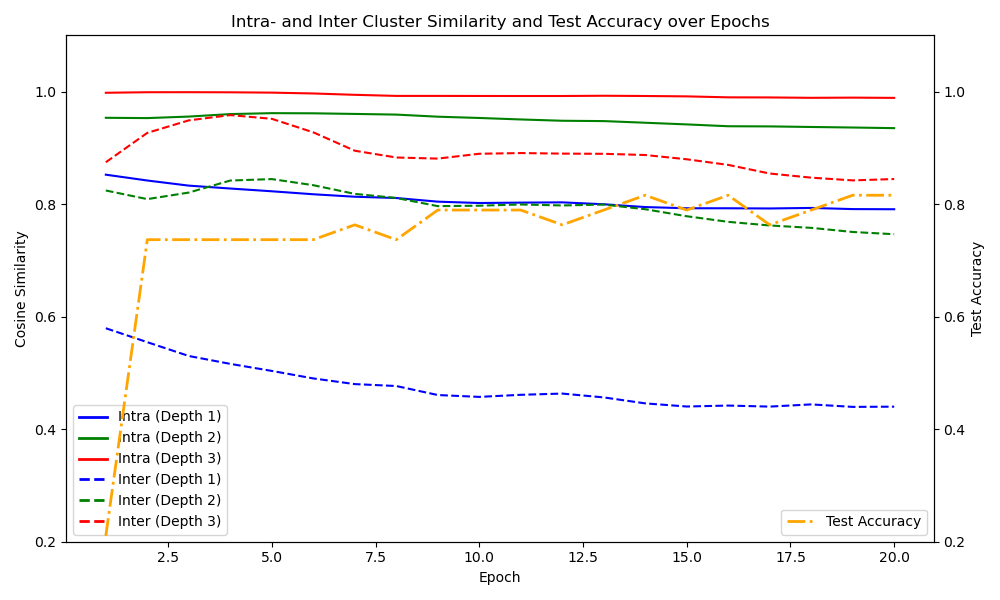 Intra- and Inter Cluster Similarity and Test Accuracy over Epochs
Cosine Similarity
1.0
0.8
0.6
0.4
0.2
1.0
0.8
0.6
0.4
0.2
Test Accuracy
Intra (Depth 1)
Intra (Depth 2)
Intra (Depth 3)
Inter (Depth 1)
Inter (Depth 2)
Inter (Depth 3)
Test Accuracy
2.5 5.0 7.5 10.0 12.5 15.0 17.5 20.0
Epoch